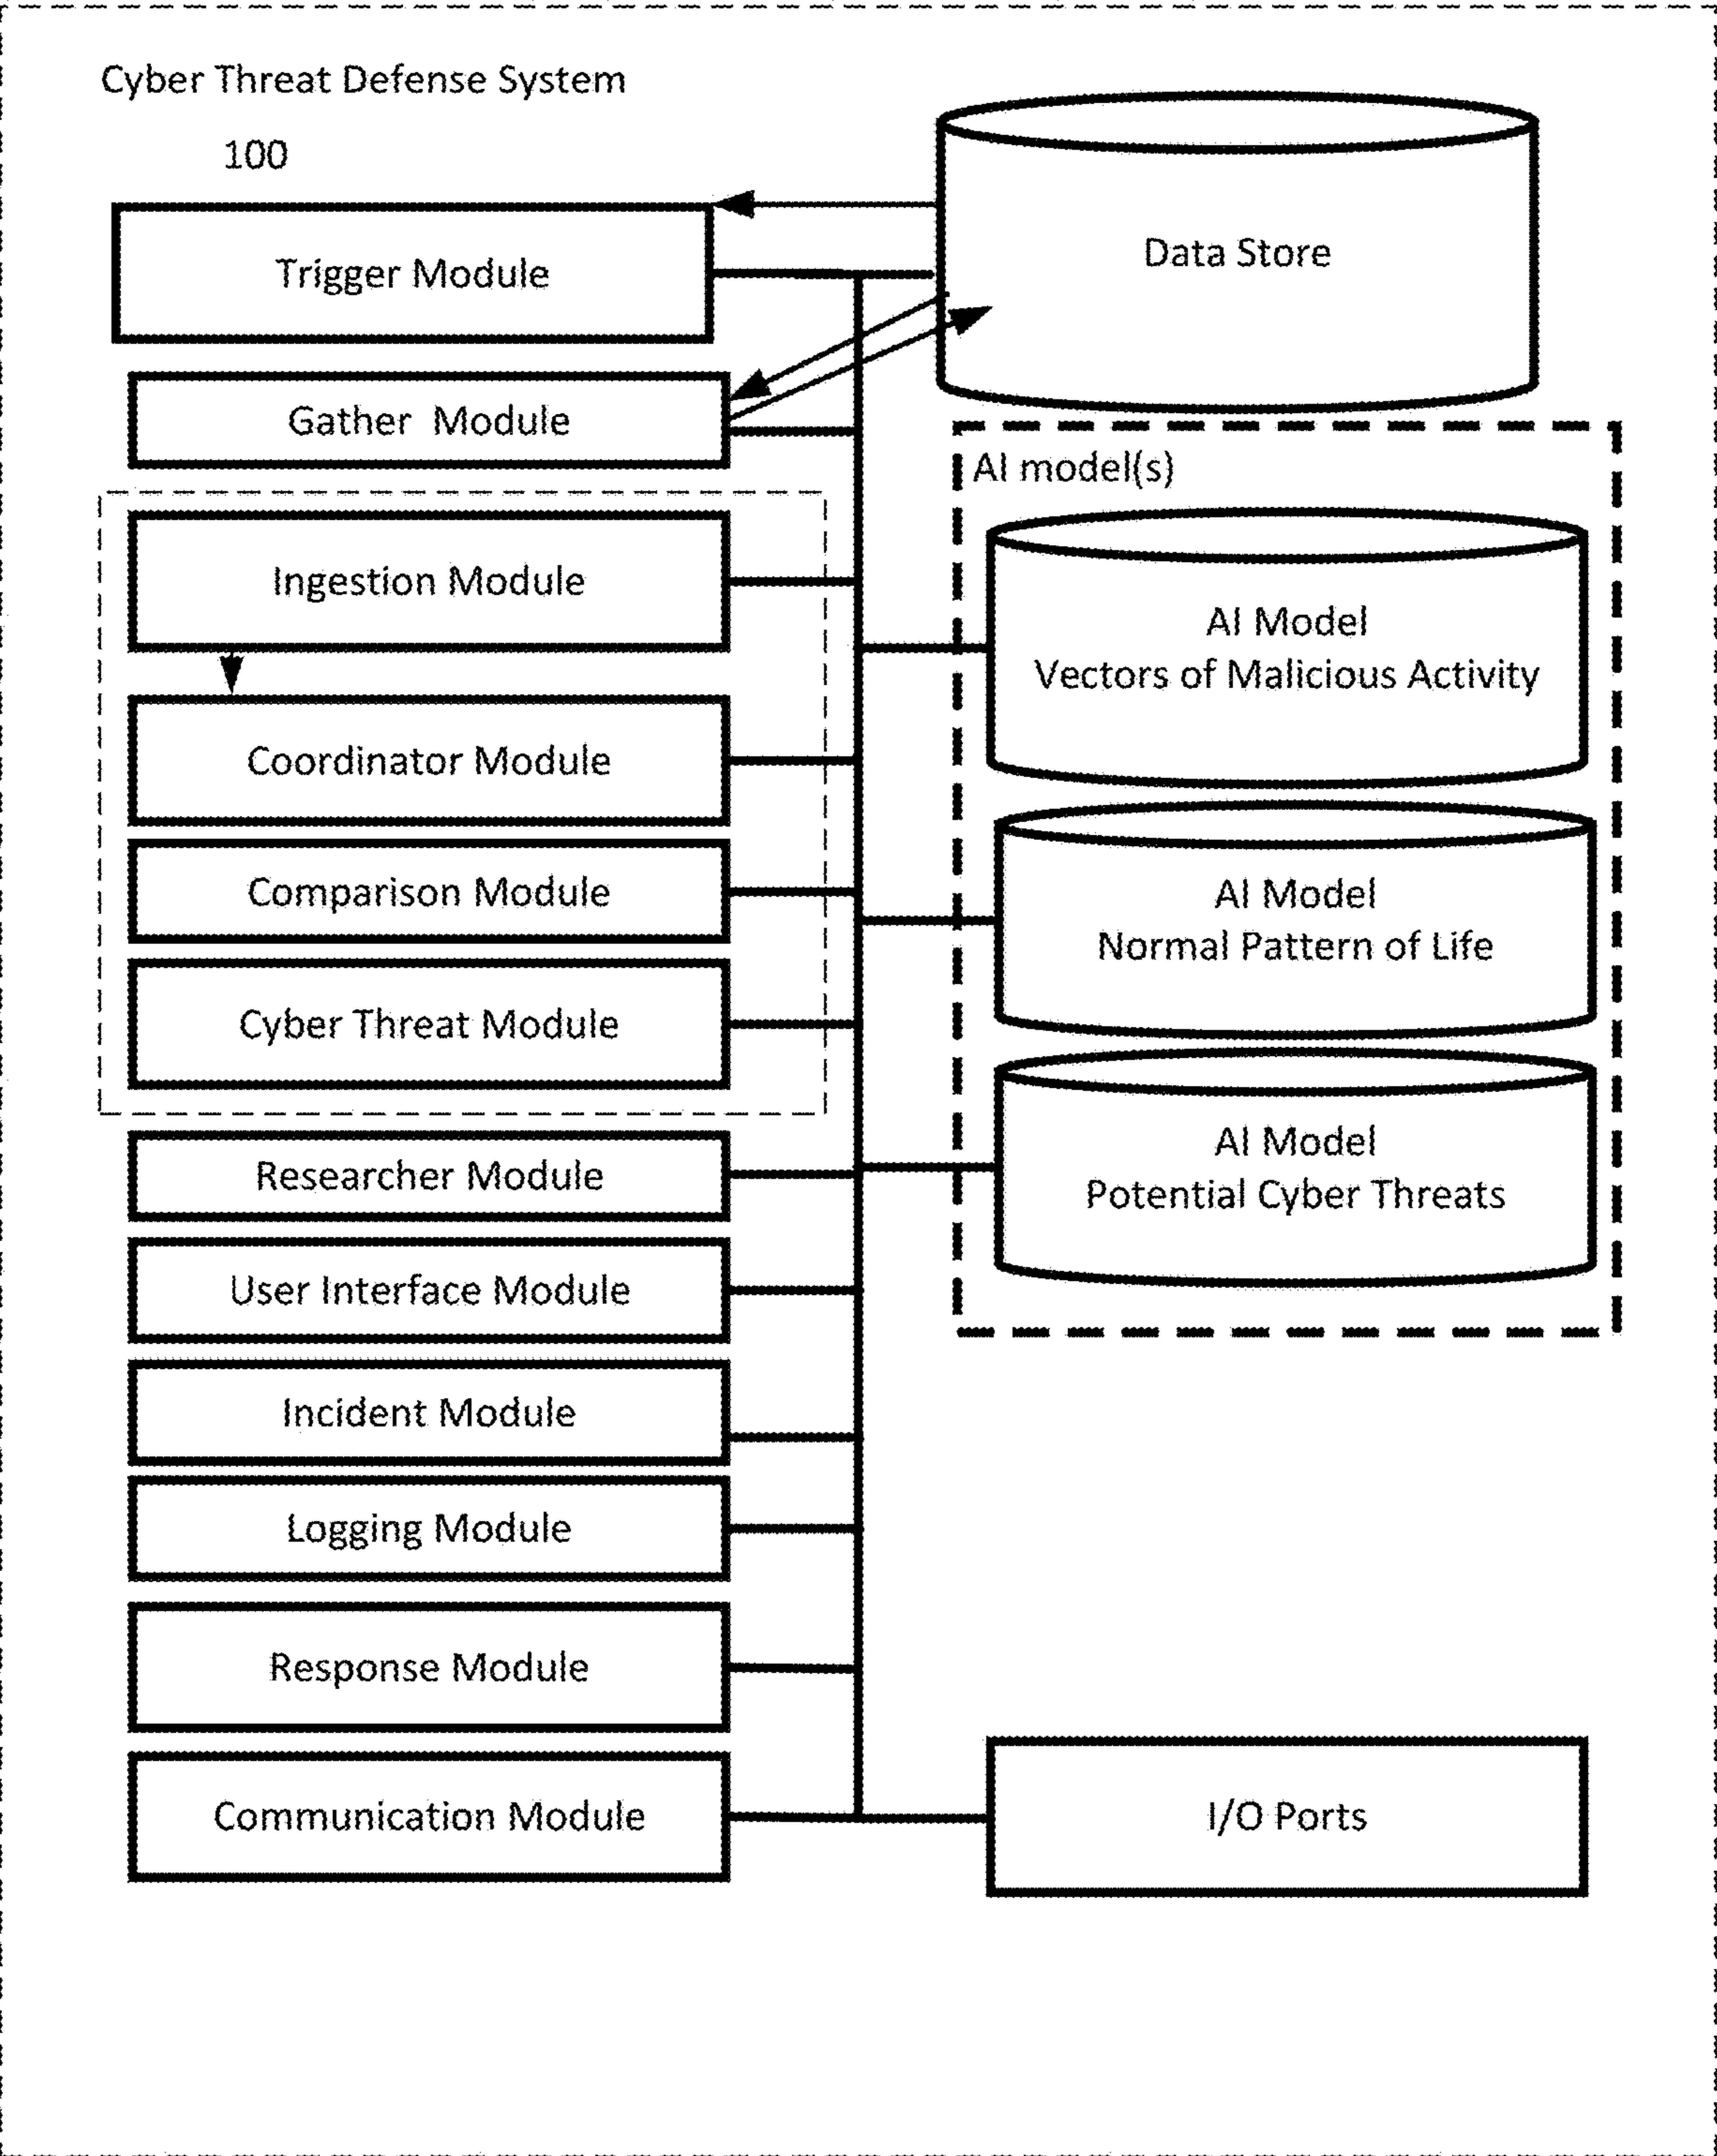 Cyber Threat Defense System
100
Trigger Module
Data Store
Gather Module
AI model(s)
Ingestion Module
AI Model
Vectors of Malicious Activity
Coordinator Module
Comparison Module
AI Model
Normal Pattern of Life
Cyber Threat Module
AI Model
Potential Cyber Threats
Researcher Module
User Interface Module
Incident Module
Logging Module
Response Module
Communication Module
I/O Ports